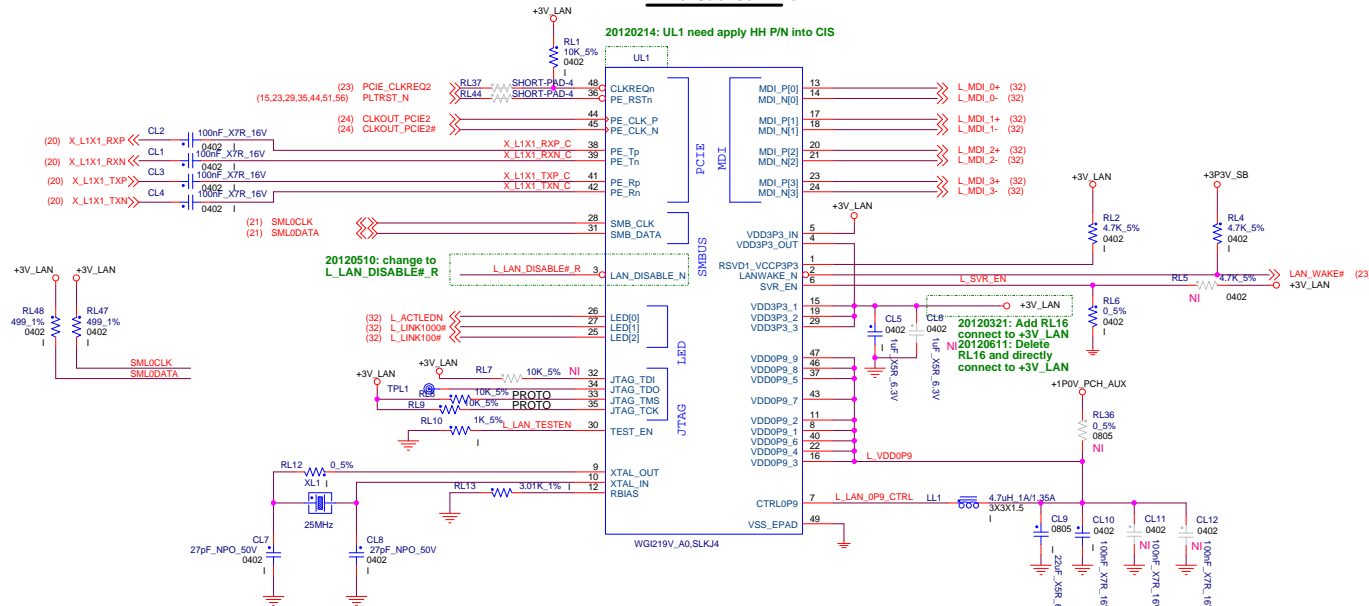 +3V_LAN
20120214: UL1 need apply HH P/N into CIS
RL1
10K_5%
0402
I
UL1
(23) PCIE_CLKREQ2
RL37
SHORT-PAD-4
48
CLKREQn
(15,23,29,35,44,51,56) PLTRST_N
RL44
SHORT-PAD-4
36
PE_RSTn
(24) CLKOUT_PCIE2
44
PE_CLK_P
(24) CLKOUT_PCIE2#
45
PE_CLK_N
CL2
100nF_X7R_16V
(20) X_L1X1_RXP
X_L1X1_RXP_C
38
PE_Tp
CL1
100nF_X7R_16V
0402
(20) X_L1X1_RXN
X_L1X1_RXN_C
39
PE_Tn
CL3
100nF_X7R_16V
0402
(20) X_L1X1_TXP
X_L1X1_TXP_C
41
PE_Rp
CL4
100nF_X7R_16V
0402
(20) X_L1X1_TXN
X_L1X1_TXN_C
42
PE_Rn
0402
I
PCIE
MDI
(21) SML0CLK
28
SMB_CLK
(21) SML0DATA
31
SMB_DATA
SMBUS
20120510: change to
L_LAN_DISABLE#_R
L_LAN_DISABLE#_R
3
LAN_DISABLE_N
+3V_LAN
+3V_LAN
RL48
499_1%
0402
I
RL47
499_1%
0402
I
SML0CLK
SML0DATA
(32) L_ACTLEDN
26
LED[0]
(32) L_LINK1000#
27
LED[1]
(32) L_LINK100#
25
LED[2]
LED
+3V_LAN
+3V_LAN
RL7
10K_5%
NI
32
JTAG_TDI
TPL1
34
JTAG_TDO
RL8
10K_5%
PROTO
33
JTAG_TMS
RL9
10K_5%
PROTO
35
JTAG_TCK
JTAG
RL10
1K_5%
I
L_LAN_TESTEN
30
TEST_EN
RL12
0_5%
I
9
XTAL_OUT
10
XTAL_IN
XL1
I
25MHz
RL13
3.01K_1%
I
12
RBIAS
CL7
27pF_NPO_50V
0402
I
CL8
27pF_NPO_50V
0402
I
WGI219V_A0,SLKJ4
MDI_P[0]
13
L_MDI_0+ (32)
MDI_N[0]
14
L_MDI_0- (32)
MDI_P[1]
17
L_MDI_1+ (32)
MDI_N[1]
18
L_MDI_1- (32)
MDI_P[2]
20
L_MDI_2+ (32)
MDI_N[2]
21
L_MDI_2- (32)
MDI_P[3]
23
L_MDI_3+ (32)
MDI_N[3]
24
L_MDI_3- (32)
+3V_LAN
VDD3P3_IN
5
VDD3P3_OUT
4
+3V_LAN
RL2
4.7K_5%
0402
I
+3P3V_SB
RL4
4.7K_5%
0402
I
RSVD1_VCCP3P3
1
LANWAKE_N
2
LAN_WAKE# (23
SVR_EN
6
L_SVR_EN
RL5
4.7K_5%
NI
0402
+3V_LAN
RL6
0_5%
0402
I
VDD3P3_1
15
+3V_LAN
VDD3P3_2
19
VDD3P3_3
29
CL5
0402
I
1uF_X5R_6.3V
CL6
0402
NI
1uF_X5R_6.3V
20120321: Add RL16
connect to +3V_LAN
20120611: Delete
RL16 and directly
connect to +3V_LAN
VDD0P9_9
47
VDD0P9_8
46
VDD0P9_5
37
VDD0P9_7
43
VDD0P9_2
11
VDD0P9_1
8
VDD0P9_6
40
VDD0P9_4
22
VDD0P9_3
16
L_VDD0P9
+1P0V_PCH_AUX
RL36
0_5%
0805
NI
CTRL0P9
7
L_LAN_0P9_CTRL
LL1
4.7uH_1A/1.35A
3X3X1.5
I
VSS_EPAD
49
CL9
0805
I
22uF_X5R_6
CL10
0402
I
100nF_X7R_16
CL11
0402
NI
100nF_X7R_16
CL12
0402
NI
100nF_X7R_16